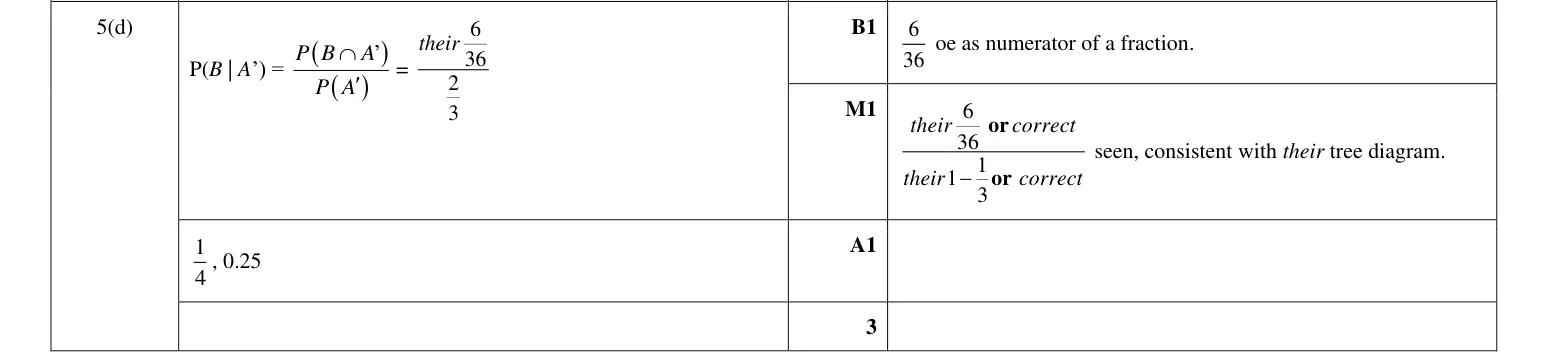 5(d)
P(B | A’) = P(B ∩ A’) / P(A′) = their 6/36 / 2/3
B1
6/36 oe as numerator of a fraction.
M1
their 6/36 or correct / their 1 − 1/3 or correct seen, consistent with their tree diagram.
1/4 , 0.25
A1
3